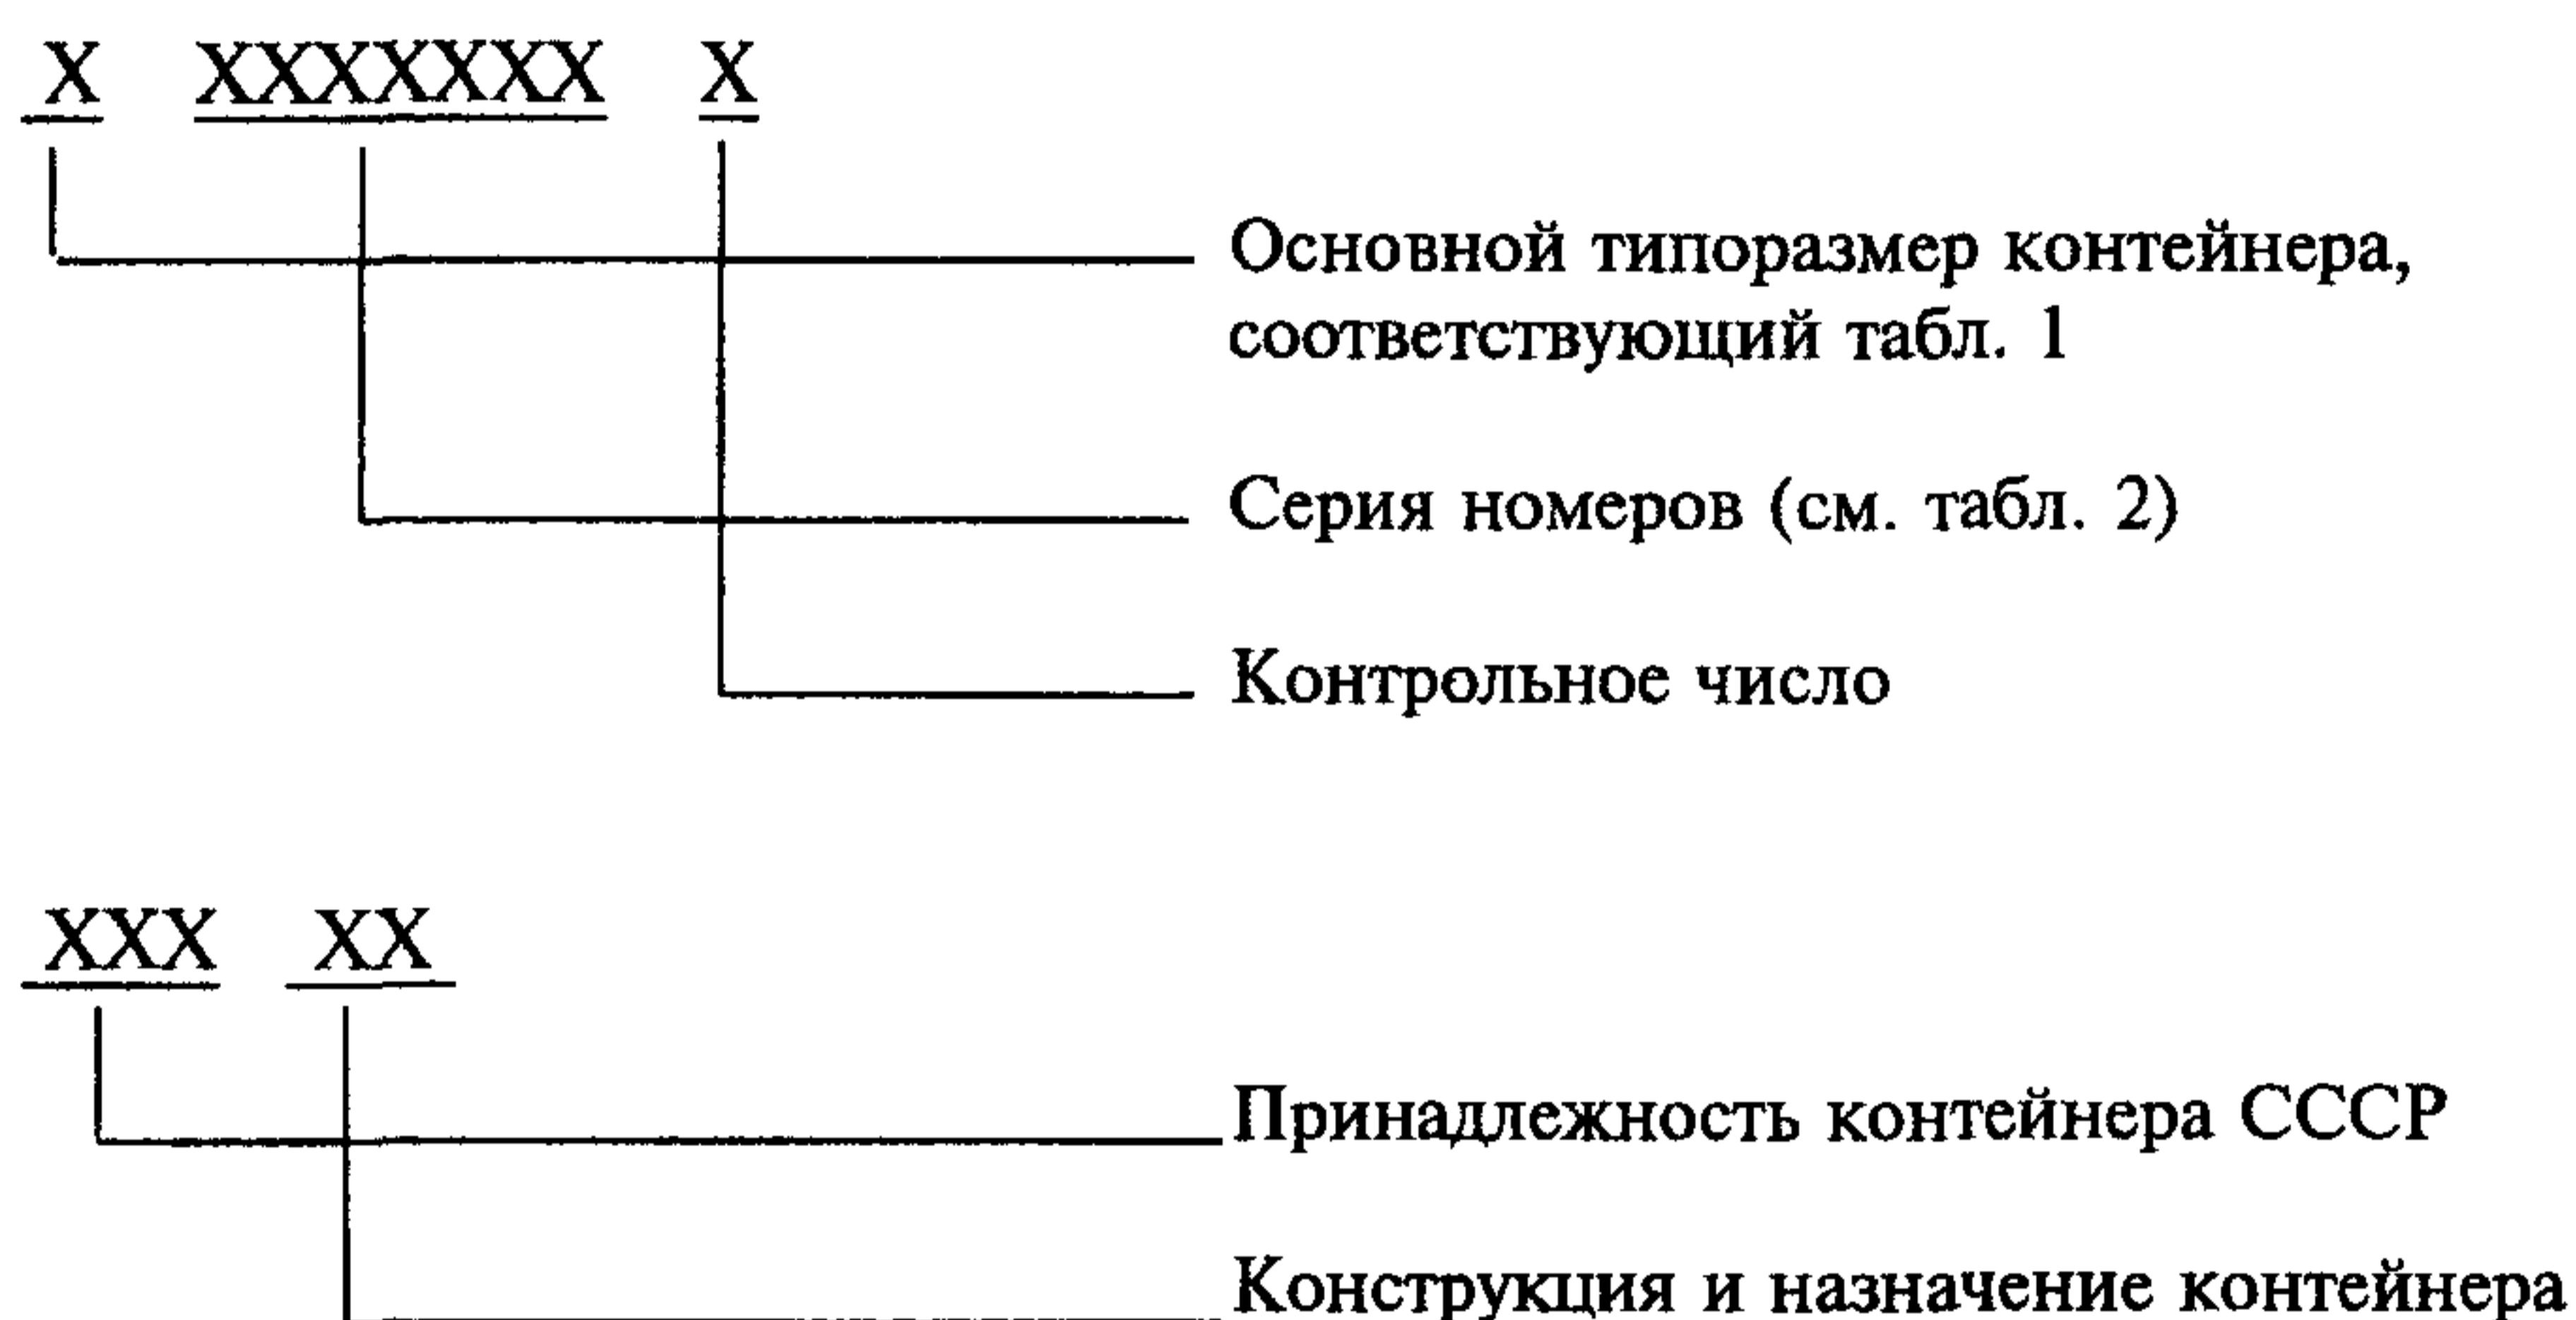 X XXXXXXX X
Основной типоразмер контейнера,
соответствующий табл. 1
Серия номеров (см. табл. 2)
Контрольное число
XXX XX
Принадлежность контейнера СССР
Конструкция и назначение контейнера